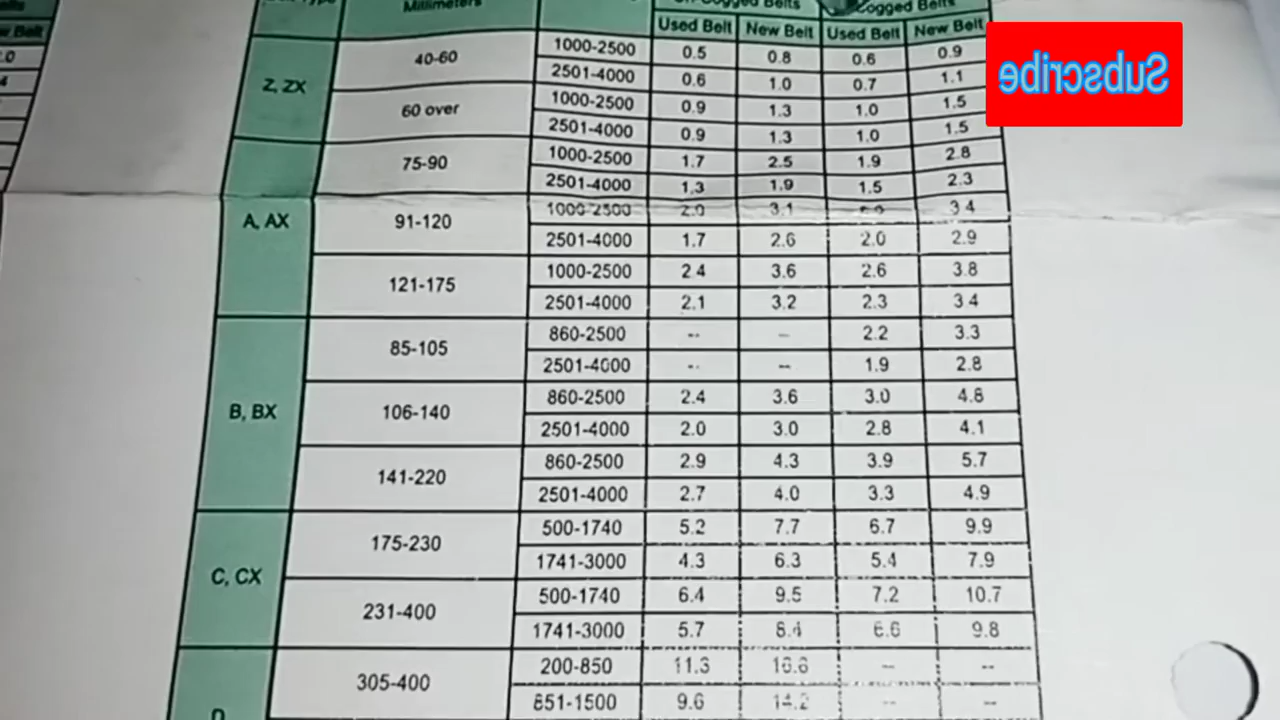 Millimeters Cogged Belts
Used Belt New Belt Used Belt New Belt
Subscribe
Z, ZX 40-60 1000-2500 0.5 0.8 0.6 0.9
2501-4000 0.6 1.0 0.7 1.1
60 over 1000-2500 0.9 1.3 1.0 1.5
2501-4000 0.9 1.3 1.0 1.5
A, AX 75-90 1000-2500 1.7 2.5 1.9 2.8
2501-4000 1.3 1.9 1.5 2.3
91-120 1000-2500 2.0 3.1 3.4
2501-4000 1.7 2.6 2.0 2.9
121-175 1000-2500 2.4 3.6 2.6 3.8
2501-4000 2.1 3.2 2.3 3.4
B, BX 85-105 860-2500 -- -- 2.2 3.3
2501-4000 -- -- 1.9 2.8
106-140 860-2500 2.4 3.6 3.0 4.6
2501-4000 2.0 3.0 2.8 4.1
141-220 860-2500 2.9 4.3 3.9 5.7
2501-4000 2.7 4.0 3.3 4.9
C, CX 175-230 500-1740 5.2 7.7 6.7 9.9
1741-3000 4.3 6.3 5.4 7.9
231-400 500-1740 6.4 9.5 7.2 10.7
1741-3000 5.7 8.4 6.6 9.8
D 305-400 200-850 11.3 16.8 -- --
851-1500 9.6 14.2 -- --